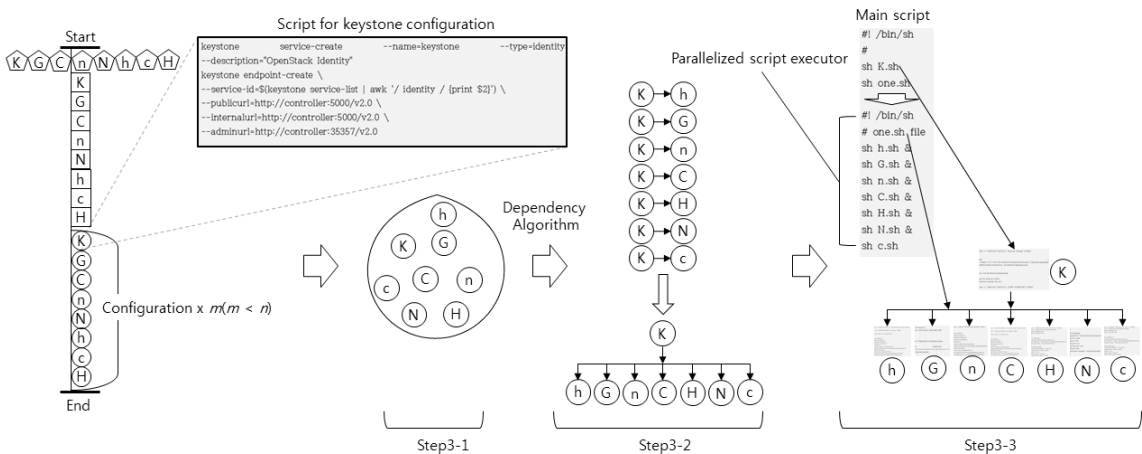 Start
K G C n N h c H
K
G
C
n
N
h
c
H
K
G
C
n
N
h
c
H
Configuration x m(m < n)
End
Script for keystone configuration
keystone service-create --name=keystone --type=identity
--description="OpenStack Identity"
keystone endpoint-create \
--service-id=$(keystone service-list | awk '/ identity / {print $2}') \
--publicurl=http://controller:5000/v2.0 \
--internalurl=http://controller:5000/v2.0 \
--adminurl=http://controller:35357/v2.0
h
K G
C n
c
N H
Step3-1
Dependency
Algorithm
K h
K G
K n
K C
K H
K N
K c
K
h G n C H N c
Step3-2
Parallelized script executor
Main script
#! /bin/sh
#
sh K.sh
sh one.sh
#! /bin/sh
# one.sh file
sh h.sh &
sh G.sh &
sh n.sh &
sh C.sh &
sh H.sh &
sh N.sh &
sh c.sh
K
h G n C H N c
Step3-3